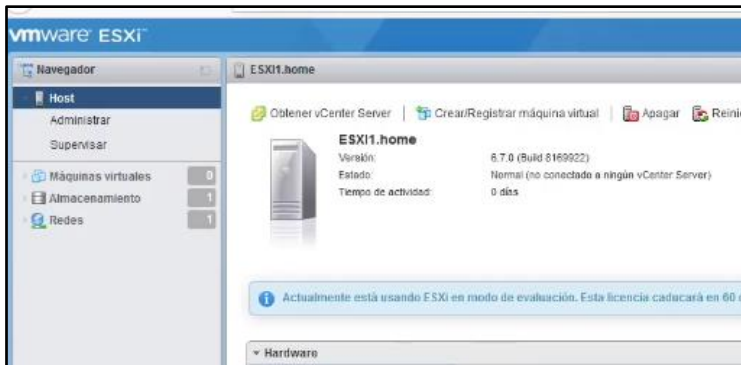 vmware ESXi™
Navegador
ESXi1.home
Host
Administrar
Supervisar
Máquinas virtuales 0
Almacenamiento 1
Redes 1
Obtener vCenter Server | Crear/Registrar máquina virtual | Apagar Reini
ESXI1.home
Versión: 6.7.0 (Build 8169922)
Estado: Normal (no conectado a ningún vCenter Server)
Tiempo de actividad: 0 días
Actualmente está usando ESXi en modo de evaluación. Esta licencia caducará en 60
Hardware